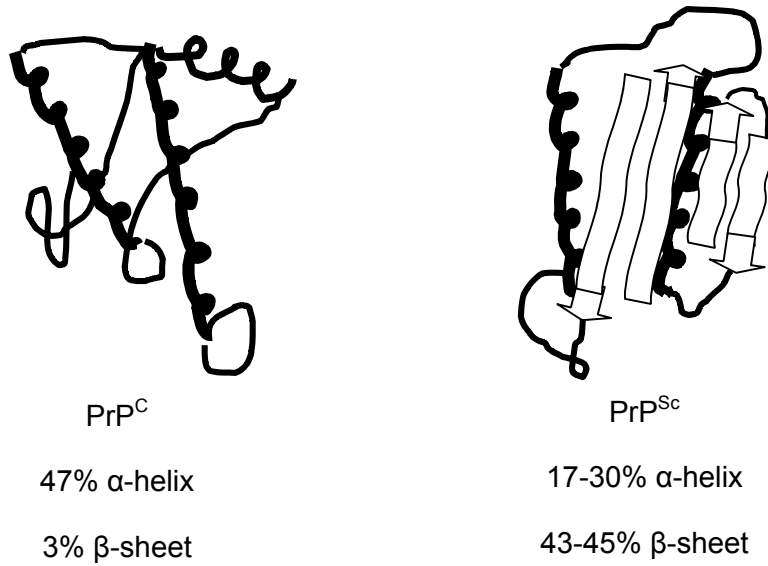 PrP^C
PrP^Sc
47% α-helix
17-30% α-helix
3% β-sheet
43-45% β-sheet